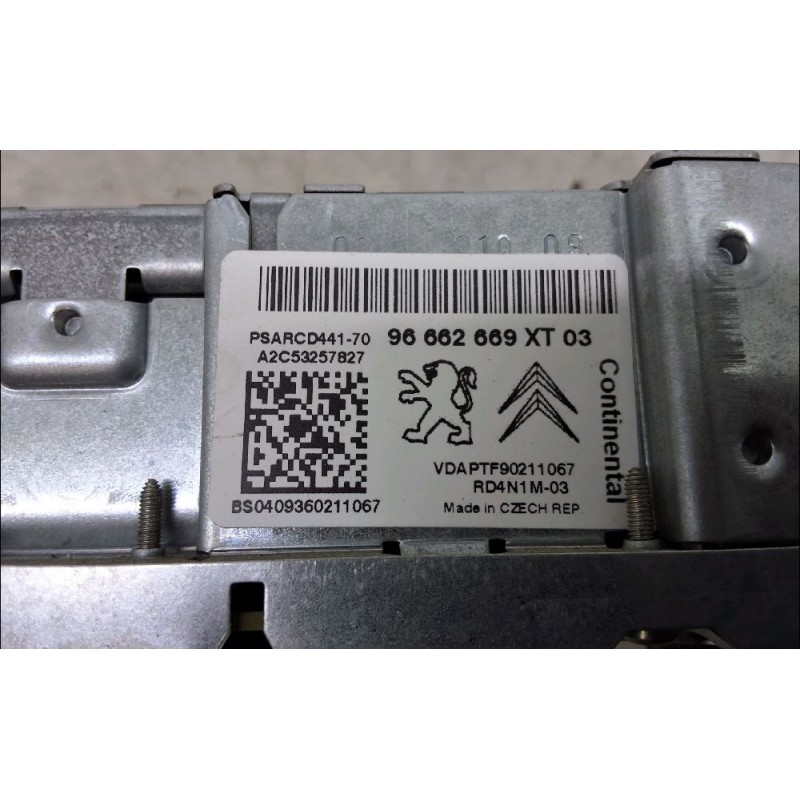 PSARCD441-70 96 662 669 XT 03
A2C53257827
Continental
VDAPTF90211067
RD4N1M-03
BS0409360211067 Made in CZECH REP.